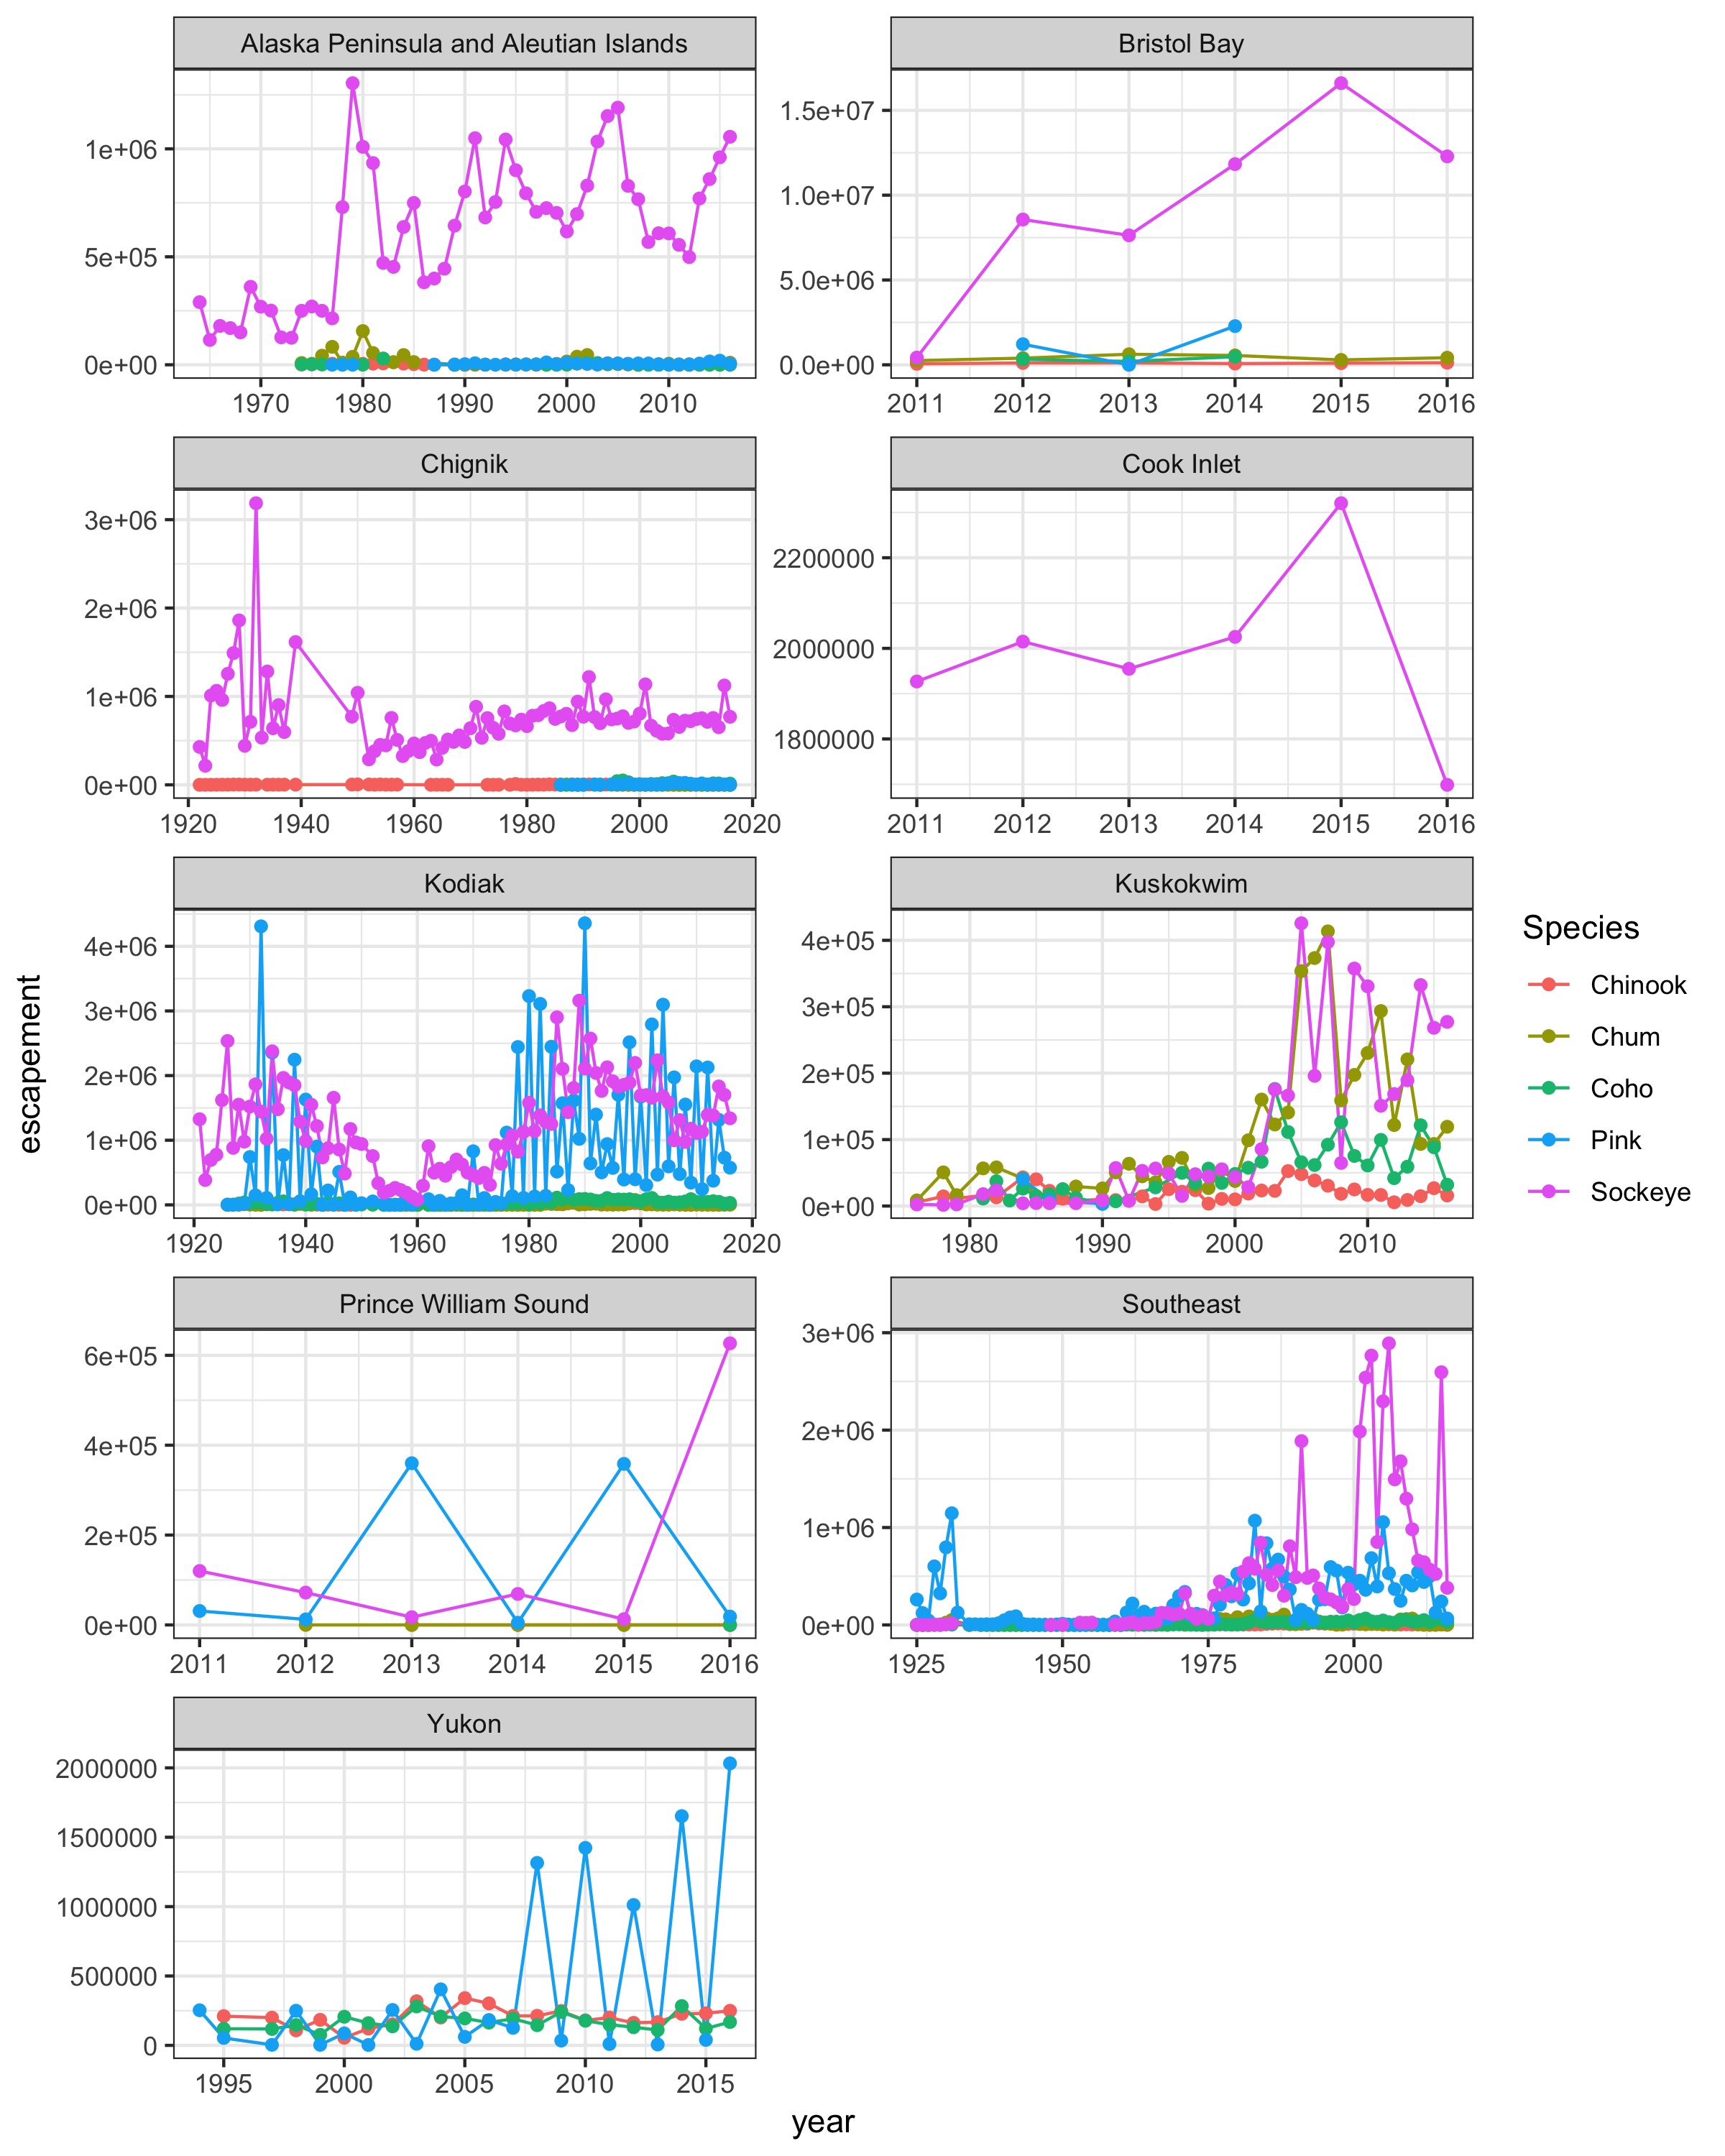 Alaska Peninsula and Aleutian Islands
1e+06
5e+05
0e+00
1970 1980 1990 2000 2010
Bristol Bay
1.5e+07
1.0e+07
5.0e+06
0.0e+00
2011 2012 2013 2014 2015 2016
Chignik
3e+06
2e+06
1e+06
0e+00
1920 1940 1960 1980 2000 2020
Cook Inlet
2200000
2000000
1800000
2011 2012 2013 2014 2015 2016
Kodiak
4e+06
3e+06
2e+06
1e+06
0e+00
1920 1940 1960 1980 2000 2020
Kuskokwim
4e+05
3e+05
2e+05
1e+05
0e+00
1980 1990 2000 2010
Prince William Sound
6e+05
4e+05
2e+05
0e+00
2011 2012 2013 2014 2015 2016
Southeast
3e+06
2e+06
1e+06
0e+00
1925 1950 1975 2000
Yukon
2000000
1500000
1000000
500000
0
1995 2000 2005 2010 2015
year
escapement
Species
Chinook
Chum
Coho
Pink
Sockeye